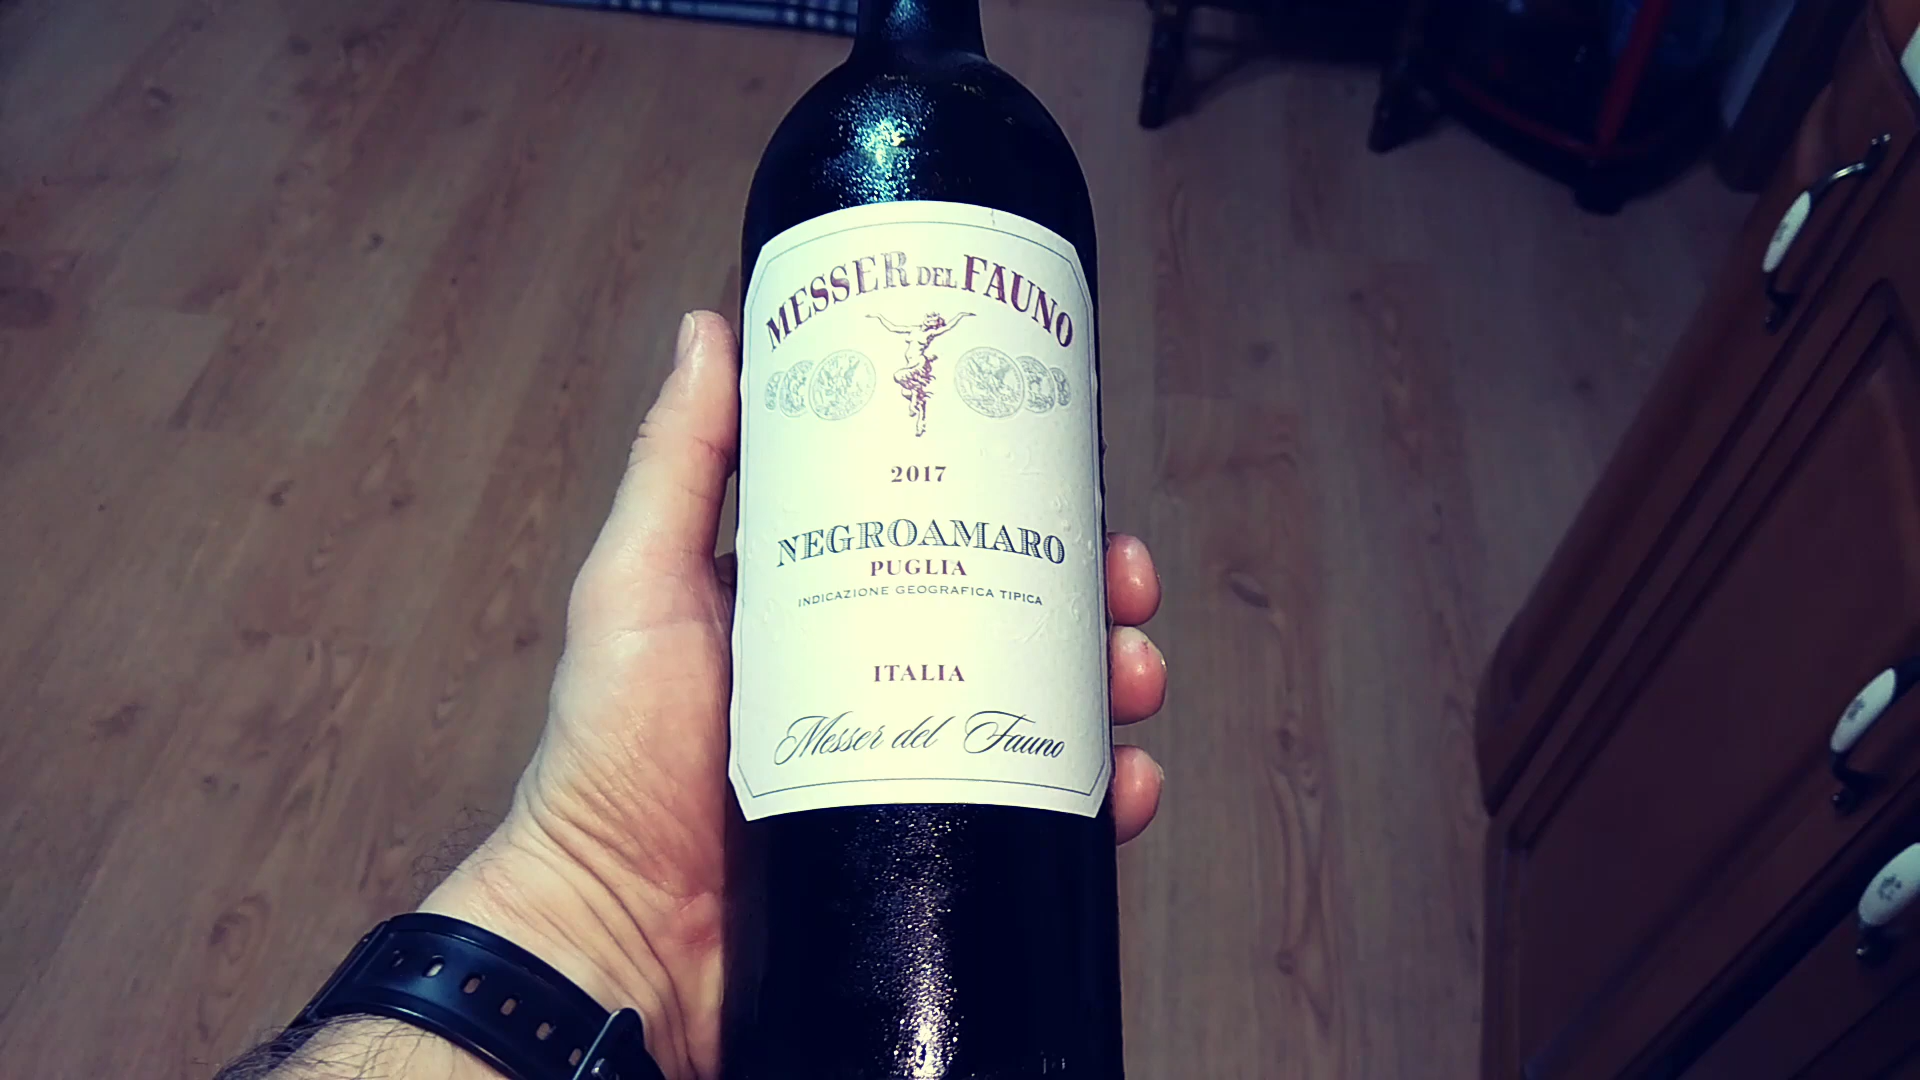 MESSER DEL FAUNO
2017
NEGROAMARO
PUGLIA
INDICAZIONE GEOGRAFICA TIPICA
ITALIA
Messer del Fauno